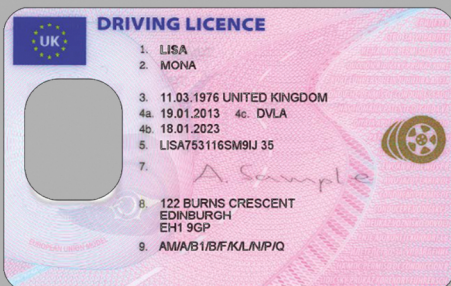 UK
DRIVING LICENCE
1. LISA
2. MONA
3. 11.03.1976 UNITED KINGDOM
4a. 19.01.2013 4c. DVLA
4b. 18.01.2023
5. LISA753116SM9IJ 35
7. A. Sample
8. 122 BURNS CRESCENT
EDINBURGH
EH1 9GP
9. AM/A/B1/B/F/K/L/N/P/Q